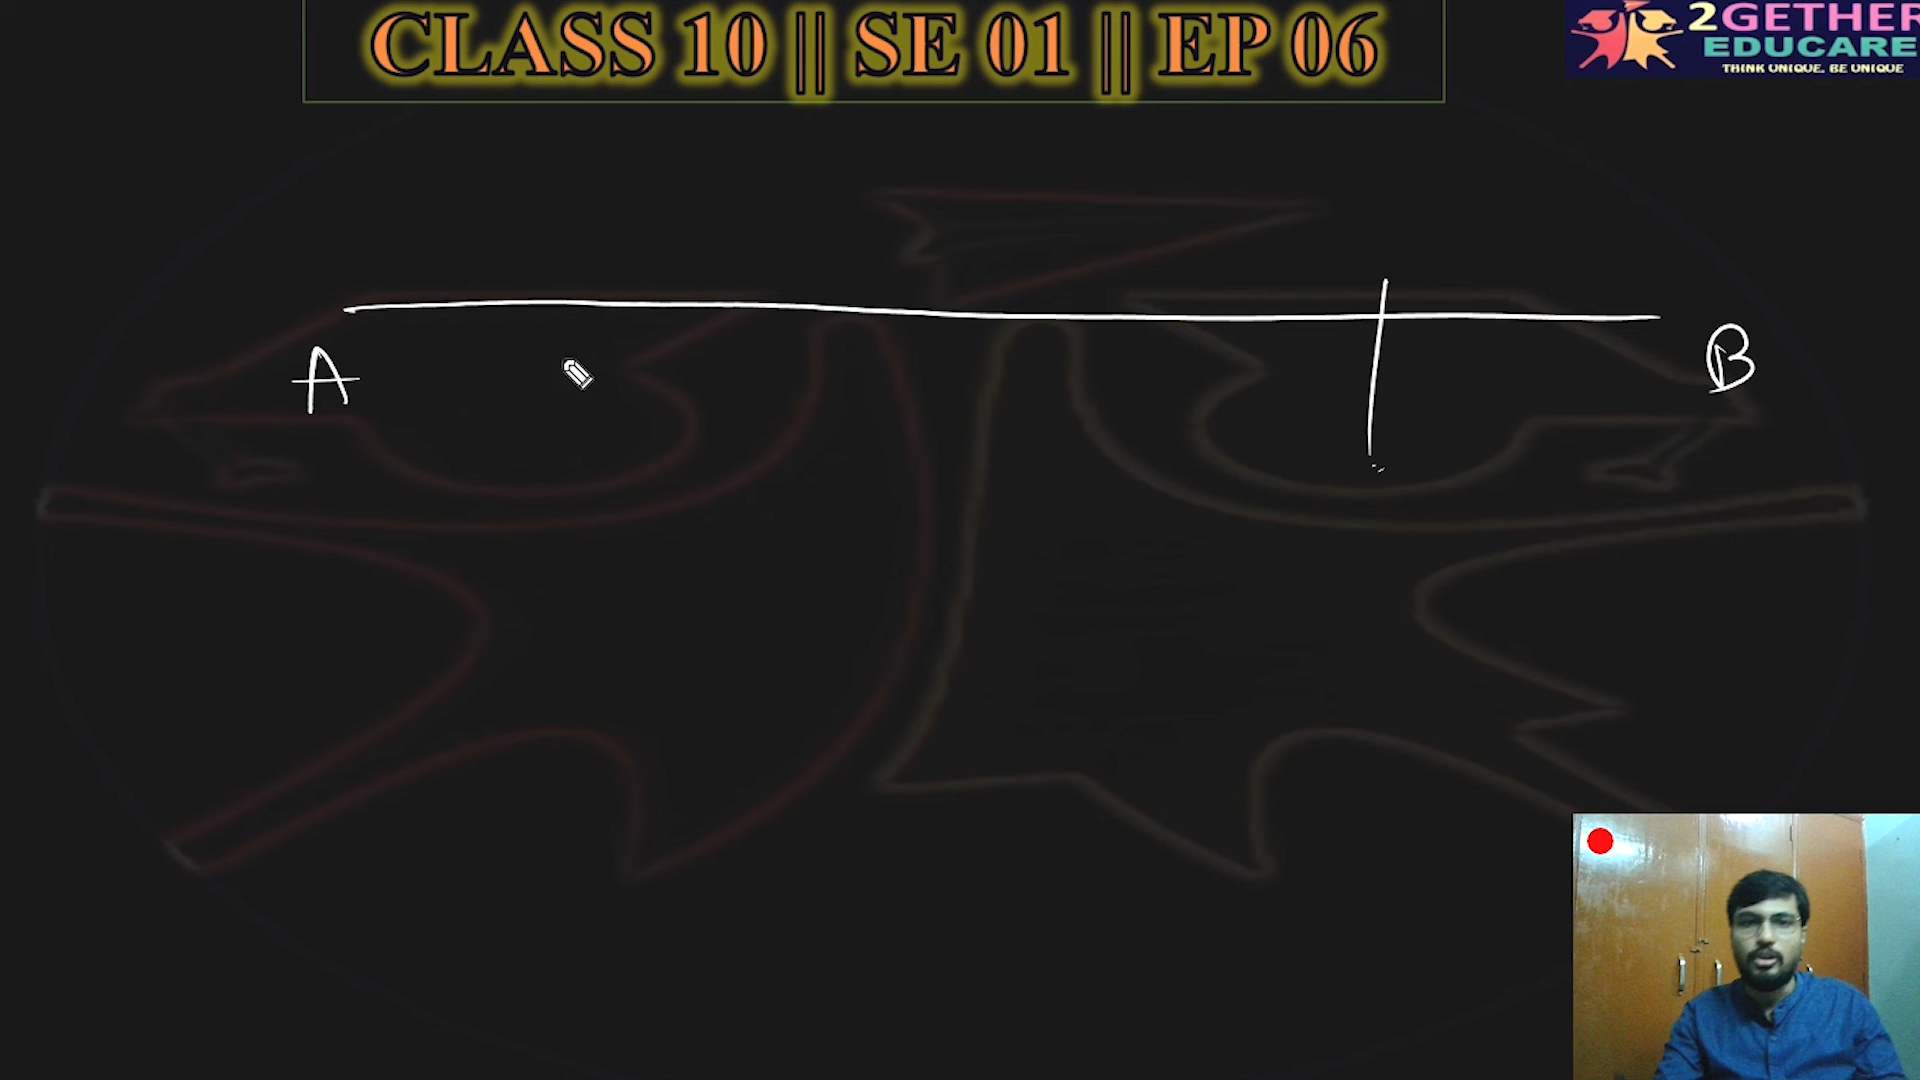 CLASS 10 || SE 01 || EP 06
2GETHER
EDUCARE
THINK UNIQUE, BE UNIQUE
A
B